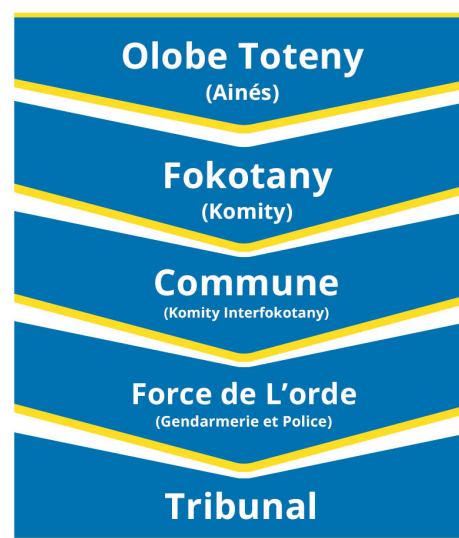 Olobe Toteny
(Ainés)
Fokotany
(Komity)
Commune
(Komity Interfokotany)
Force de L’orde
(Gendarmerie et Police)
Tribunal